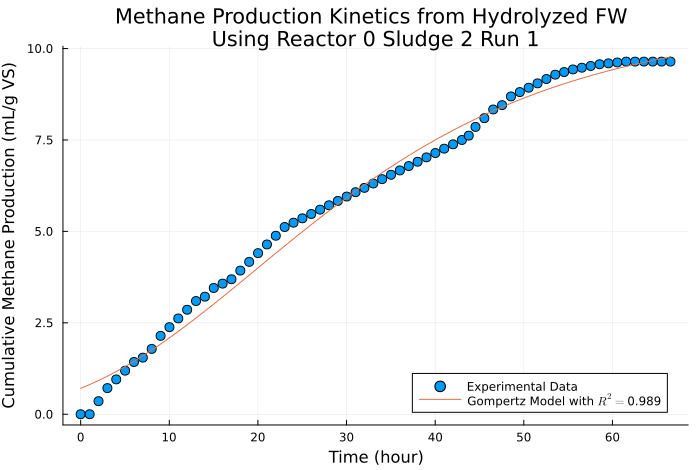 Methane Production Kinetics from Hydrolyzed FW
Using Reactor 0 Sludge 2 Run 1
Cumulative Methane Production (mL/g VS)
10.0
7.5
5.0
2.5
0.0
Experimental Data
Gompertz Model with R² = 0.989
0 10 20 30 40 50 60
Time (hour)